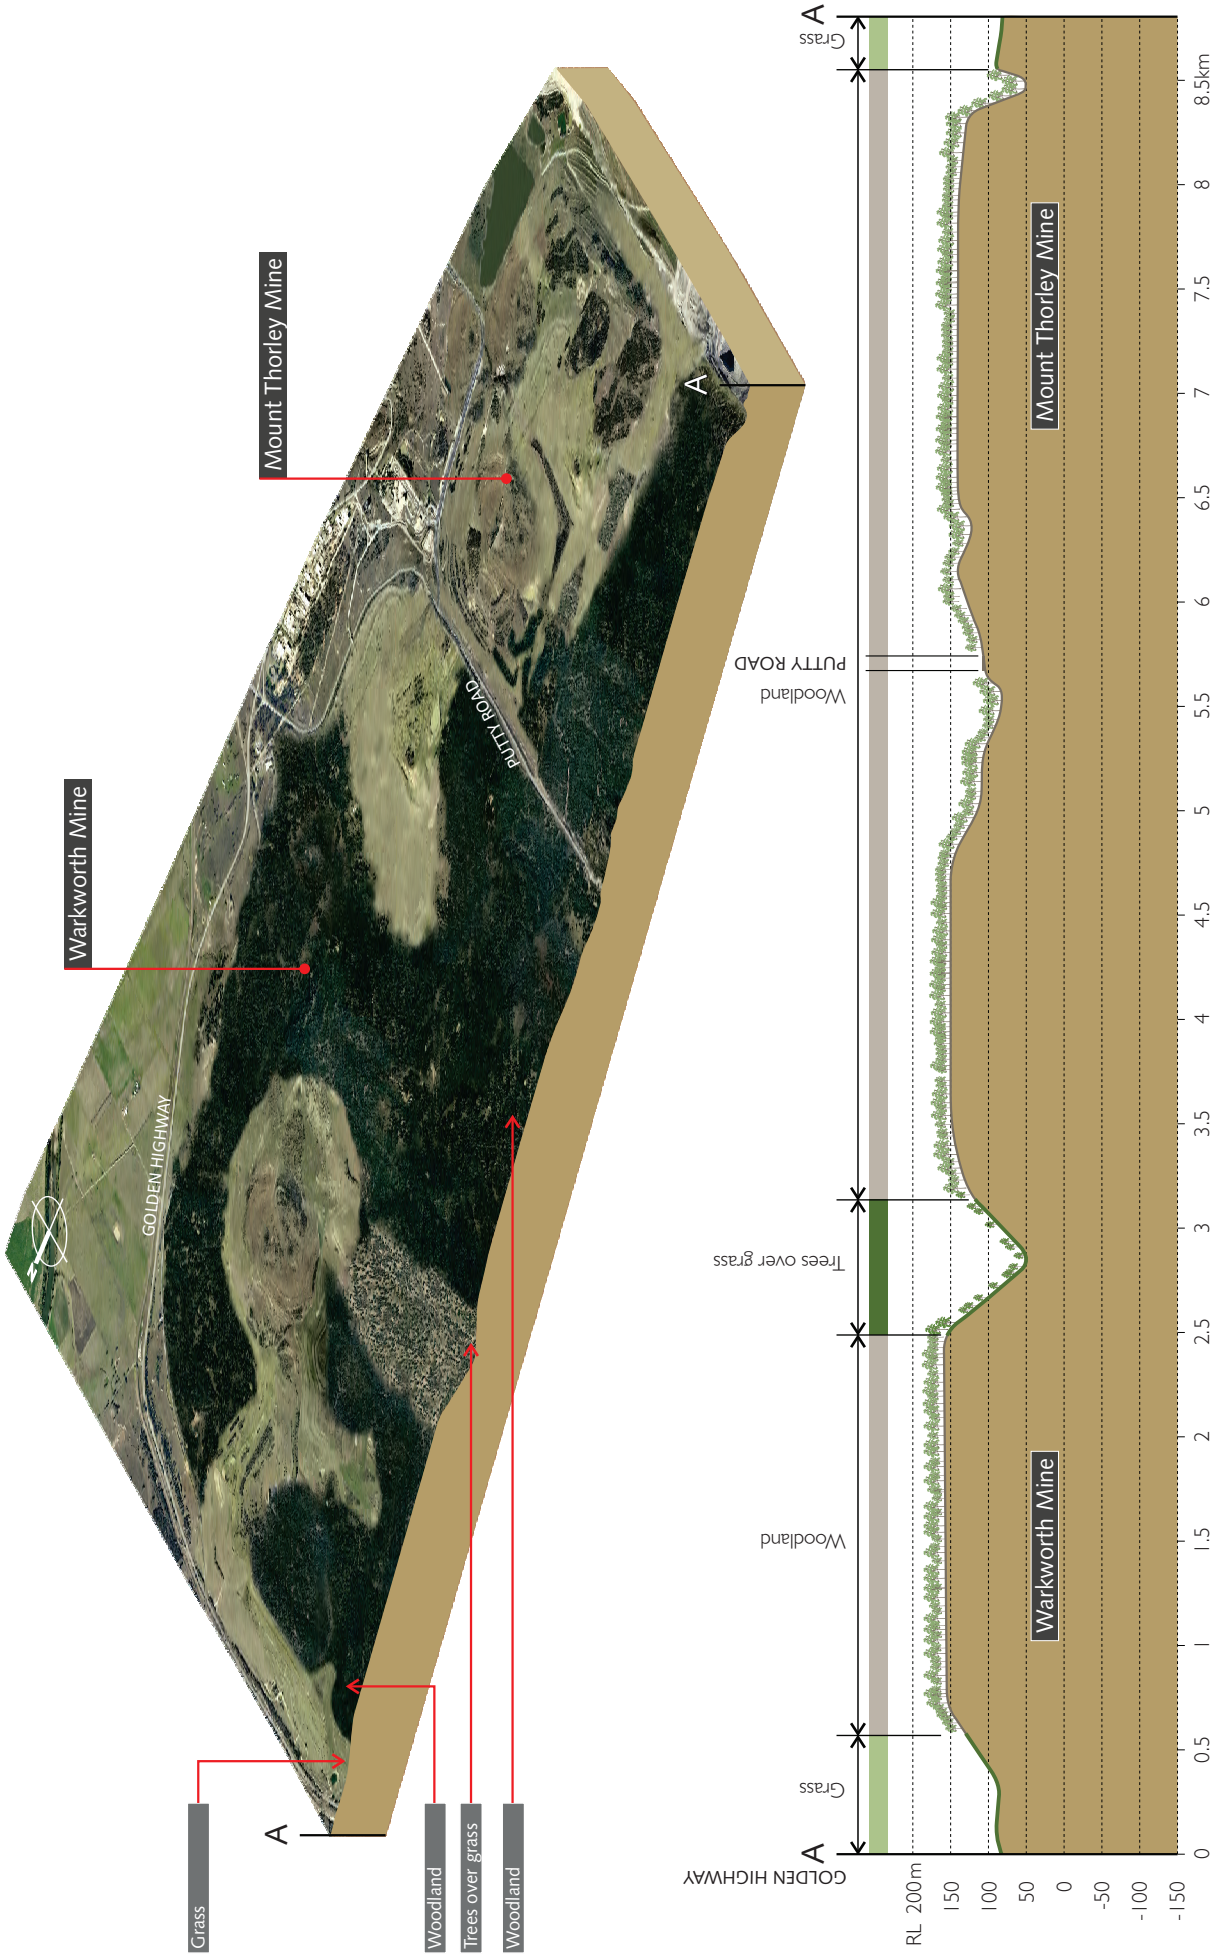 Warkworth Mine
Mount Thorley Mine
N
GOLDEN HIGHWAY
PUTTY ROAD
A
A
Grass
Woodland
Trees over grass
Woodland
GOLDEN HIGHWAY
A
A
Grass
Woodland
Trees over grass
Woodland
PUTTY ROAD
Grass
RL 200m
150
100
50
0
-50
-100
-150
Warkworth Mine
Mount Thorley Mine
0
0.5
1
1.5
2
2.5
3
3.5
4
4.5
5
5.5
6
6.5
7
7.5
8
8.5km